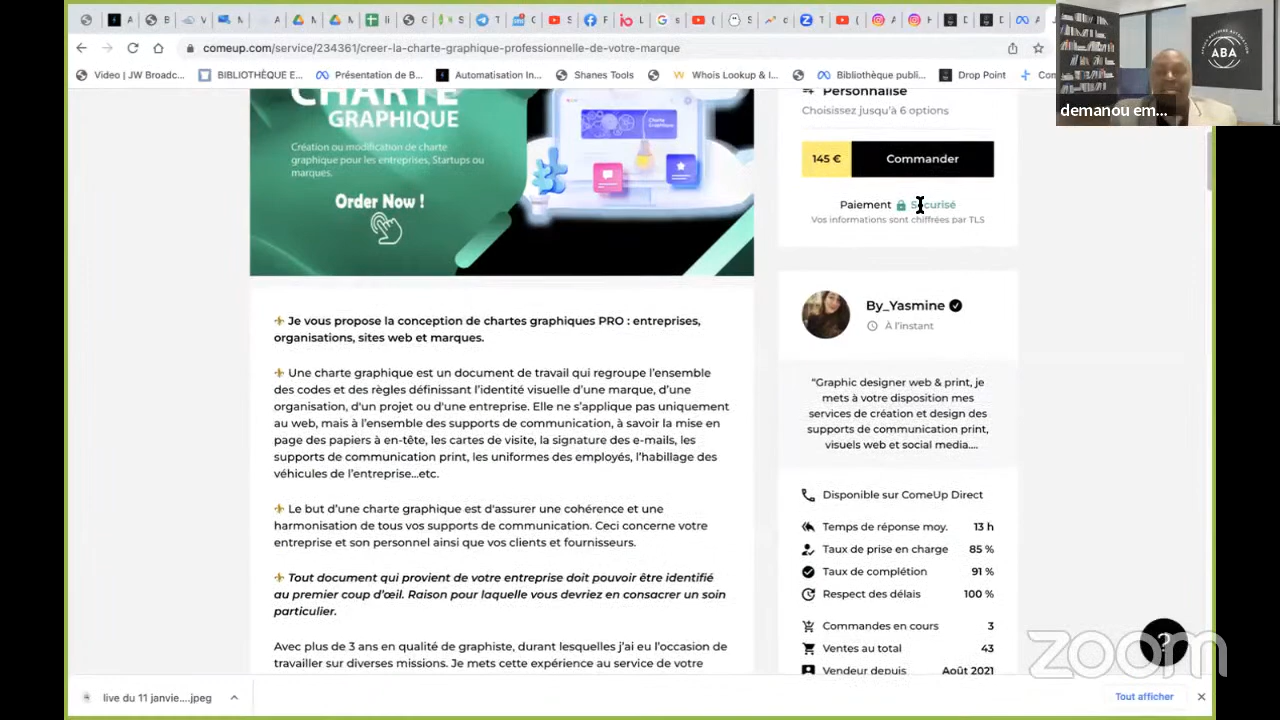 comeup.com/service/234361/creer-la-charte-graphique-professionnelle-de-votre-marque
Video | JW Broadc...
BIBLIOTHÈQUE E...
Présentation de B...
Automatisation In...
Shanes Tools
Whois Lookup & I...
Bibliothèque publi...
Drop Point
ABA
demanou em...
CHARTE
GRAPHIQUE
Création ou modification de charte
graphique pour les entreprises, Startups ou
marques.
Order Now !
Personnalise
Choisissez jusqu'à 6 options
145 €
Commander
Paiement Sécurisé
Vos informations sont chiffrées par TLS
Je vous propose la conception de chartes graphiques PRO : entreprises,
organisations, sites web et marques.
Une charte graphique est un document de travail qui regroupe l'ensemble
des codes et des règles définissant l'identité visuelle d'une marque, d'une
organisation, d'un projet ou d'une entreprise. Elle ne s'applique pas uniquement
au web, mais à l'ensemble des supports de communication, à savoir la mise en
page des papiers à en-tête, les cartes de visite, la signature des e-mails, les
supports de communication print, les uniformes des employés, l'habillage des
véhicules de l'entreprise...etc.
Le but d'une charte graphique est d'assurer une cohérence et une
harmonisation de tous vos supports de communication. Ceci concerne votre
entreprise et son personnel ainsi que vos clients et fournisseurs.
Tout document qui provient de votre entreprise doit pouvoir être identifié
au premier coup d'œil. Raison pour laquelle vous devriez en consacrer un soin
particulier.
Avec plus de 3 ans en qualité de graphiste, durant lesquelles j'ai eu l'occasion de
travailler sur diverses missions. Je mets cette expérience au service de votre
By_Yasmine
À l'instant
"Graphic designer web & print, je
mets à votre disposition mes
services de création et design des
supports de communication print,
visuels web et social media....
Disponible sur ComeUp Direct
Temps de réponse moy. 13 h
Taux de prise en charge 85 %
Taux de complétion 91 %
Respect des délais 100 %
Commandes en cours 3
Ventes au total 43
Vendeur depuis Août 2021
?
zoom
live du 11 janvie....jpeg
Tout afficher